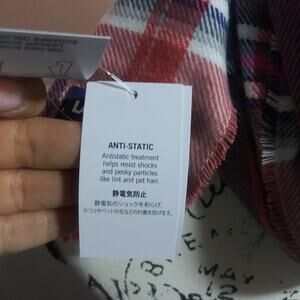 ANTI-STATIC
Antistatic treatment
helps resist shocks
and pesky particles
like lint and pet hair.
静電気防止
静電気のショックを和らげ、
ホコリやペットの毛などの付着を防げます。